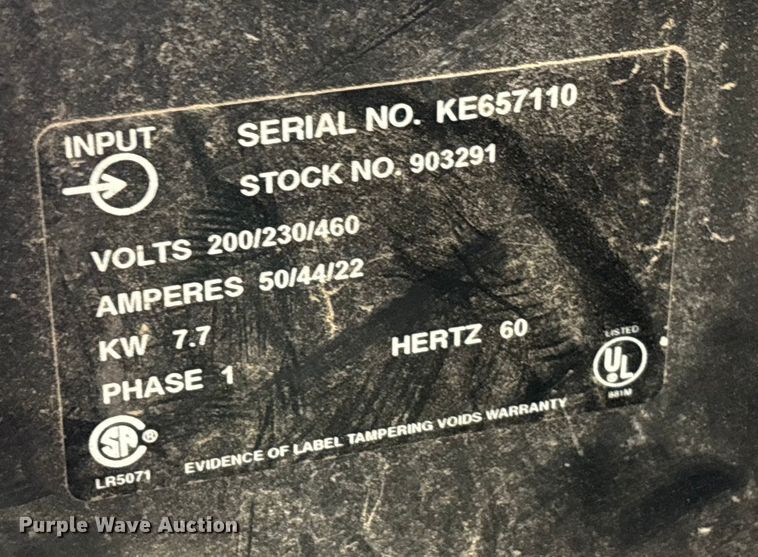 INPUT
SERIAL NO. KE657110
STOCK NO. 903291
VOLTS 200/230/460
AMPERES 50/44/22
KW 7.7
HERTZ 60
PHASE 1
LISTED
UL
881M
SA ®
LR5071
EVIDENCE OF LABEL TAMPERING VOIDS WARRANTY
Purple Wave Auction